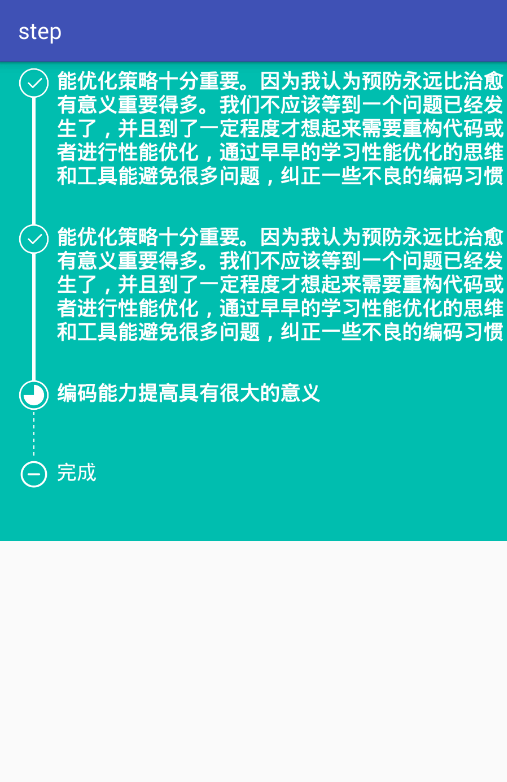 step
能优化策略十分重要。因为我认为预防永远比治愈
有意义重要得多。我们不应该等到一个问题已经发
生了，并且到了一定程度才想起来需要重构代码或
者进行性能优化，通过早早的学习性能优化的思维
和工具能避免很多问题，纠正一些不良的编码习惯
能优化策略十分重要。因为我认为预防永远比治愈
有意义重要得多。我们不应该等到一个问题已经发
生了，并且到了一定程度才想起来需要重构代码或
者进行性能优化，通过早早的学习性能优化的思维
和工具能避免很多问题，纠正一些不良的编码习惯
编码能力提高具有很大的意义
完成